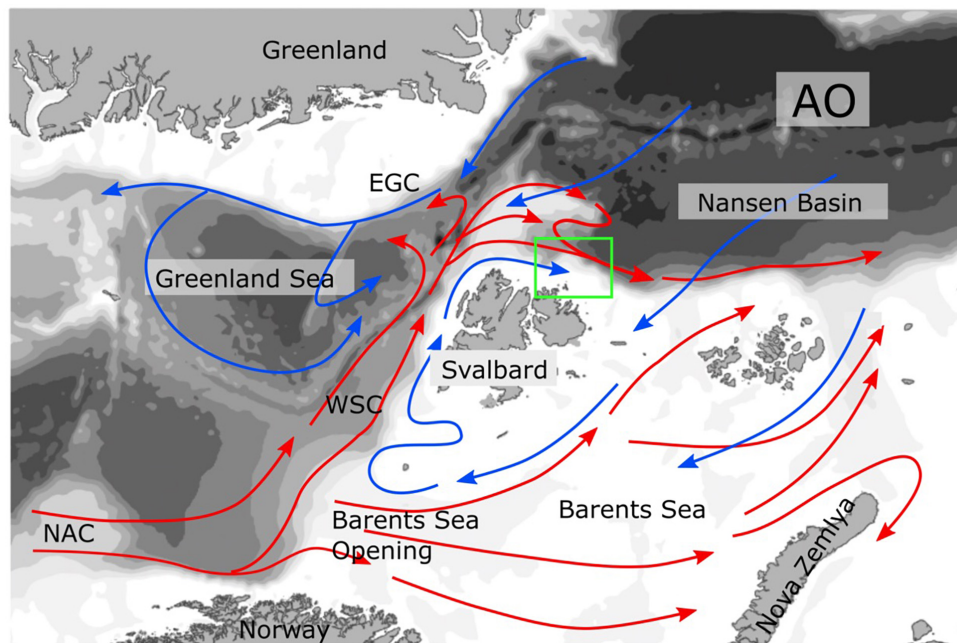 Greenland
AO
EGC
Nansen Basin
Greenland Sea
Svalbard
WSC
NAC
Barents Sea
Opening
Barents Sea
Nova Zemlya
Norway